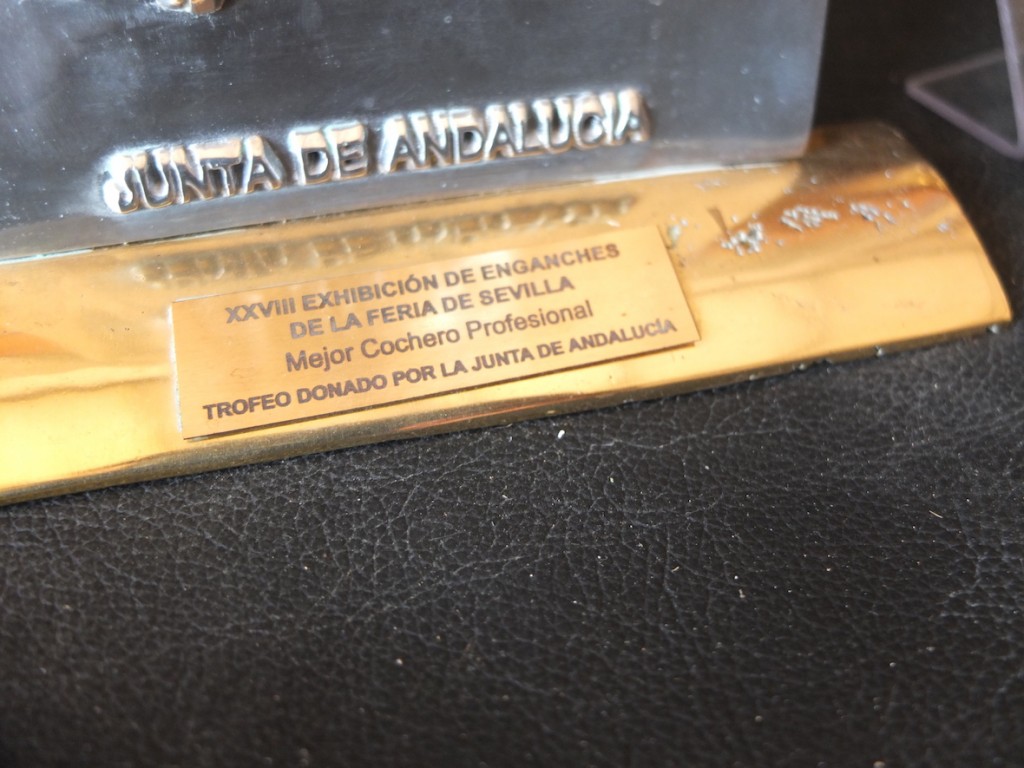 JUNTA DE ANDALUCIA
XXVIII EXHIBICIÓN DE ENGANCHES
DE LA FERIA DE SEVILLA
Mejor Cochero Profesional
TROFEO DONADO POR LA JUNTA DE ANDALUCÍA